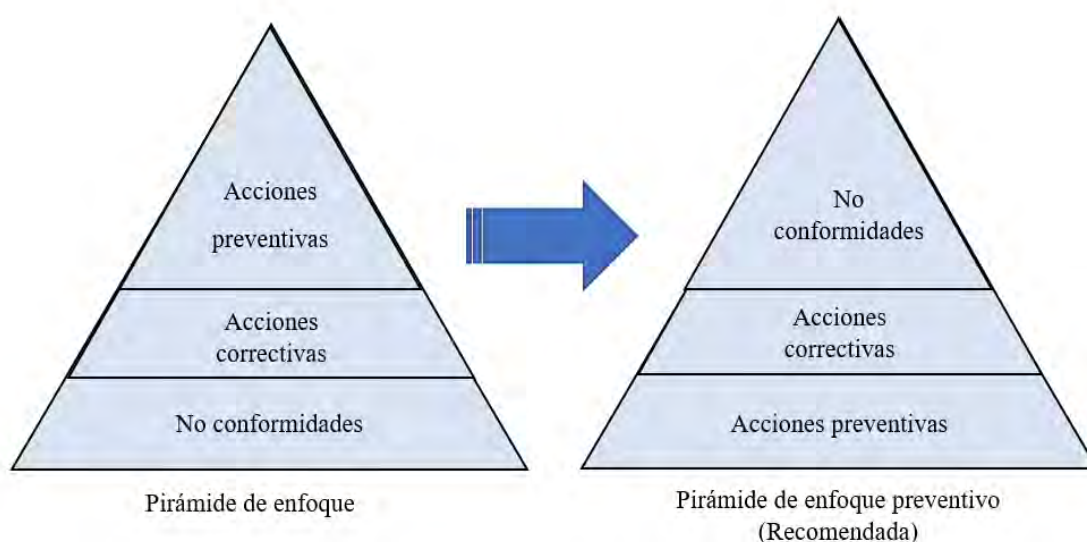 Acciones
preventivas
Acciones
correctivas
No conformidades
Pirámide de enfoque
No
conformidades
Acciones
correctivas
Acciones preventivas
Pirámide de enfoque preventivo
(Recomendada)